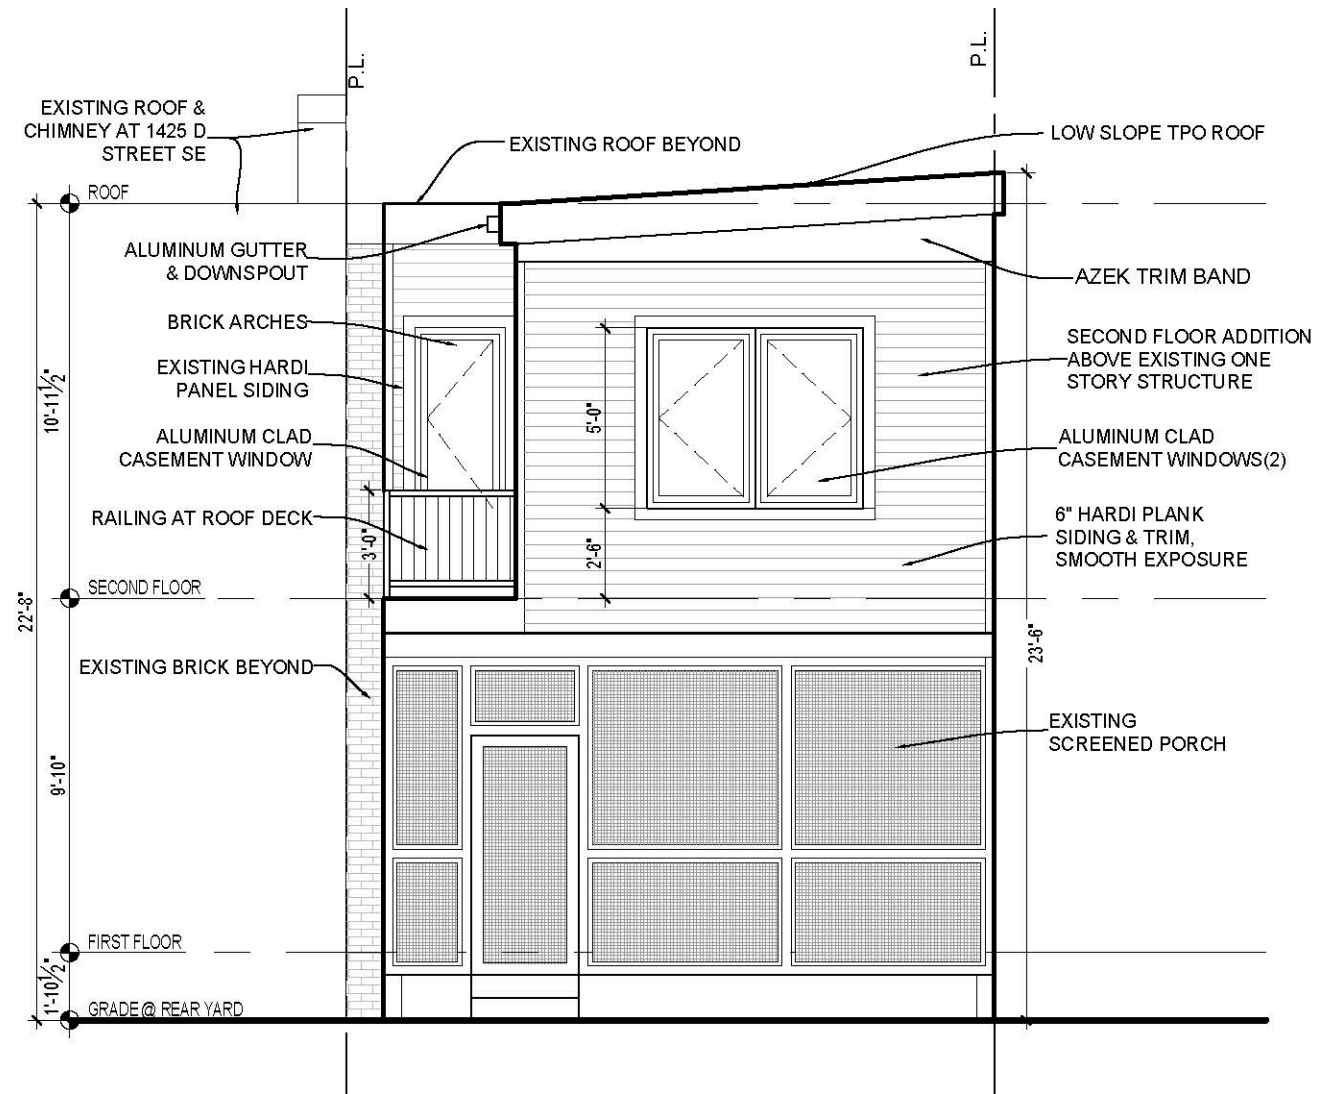 P.L.
P.L.
EXISTING ROOF &
CHIMNEY AT 1425 D
STREET SE
EXISTING ROOF BEYOND
LOW SLOPE TPO ROOF
ROOF
ALUMINUM GUTTER
& DOWNSPOUT
AZEK TRIM BAND
BRICK ARCHES
SECOND FLOOR ADDITION
ABOVE EXISTING ONE
STORY STRUCTURE
EXISTING HARDI
PANEL SIDING
10'-11½"
5'-0"
ALUMINUM CLAD
CASEMENT WINDOW
ALUMINUM CLAD
CASEMENT WINDOWS(2)
RAILING AT ROOF DECK
3'-0"
2'-6"
6" HARDI PLANK
SIDING & TRIM,
SMOOTH EXPOSURE
SECOND FLOOR
22'-8"
23'-6"
EXISTING BRICK BEYOND
EXISTING
SCREENED PORCH
9'-10"
FIRST FLOOR
1'-10½"
GRADE @ REAR YARD